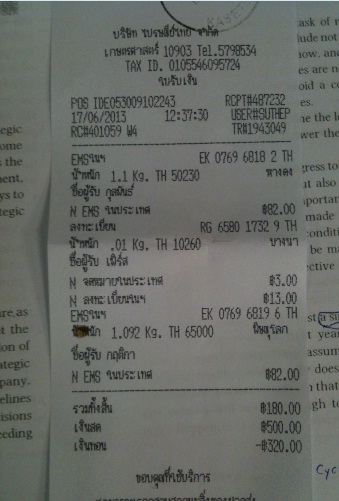 บริษัท ไปรษณีย์ไทย จำกัด
เกษตรศาสตร์ 10903 Tel.5798534
TAX ID. 0105546095724
ใบรับเงิน
POS IDE053009102243 RCPT#487232
17/06/2013 12:37:30 USER#SUTHEP
RC#401059 W4 TR#1943049
EMSในฯ EK 0769 6818 2 TH
น้ำหนัก 1.1 Kg. TH 50230 หางดง
ชื่อผู้รับ
N EMS ในประเทศ ฿82.00
ลงทะเบียน RG 6580 1732 9 TH
น้ำหนัก .01 Kg. TH 10260 บางนา
ชื่อผู้รับ
N จดหมายในประเทศ ฿3.00
N ลงทะเบียนในฯ ฿13.00
EMSในฯ EK 0769 6819 6 TH
น้ำหนัก 1.092 Kg. TH 65000 พิษณุโลก
ชื่อผู้รับ กฤติกา
N EMS ในประเทศ ฿82.00
รวมทั้งสิ้น ฿180.00
เงินสด ฿500.00
เงินทอน -฿320.00
ขอบคุณที่ใช้บริการ